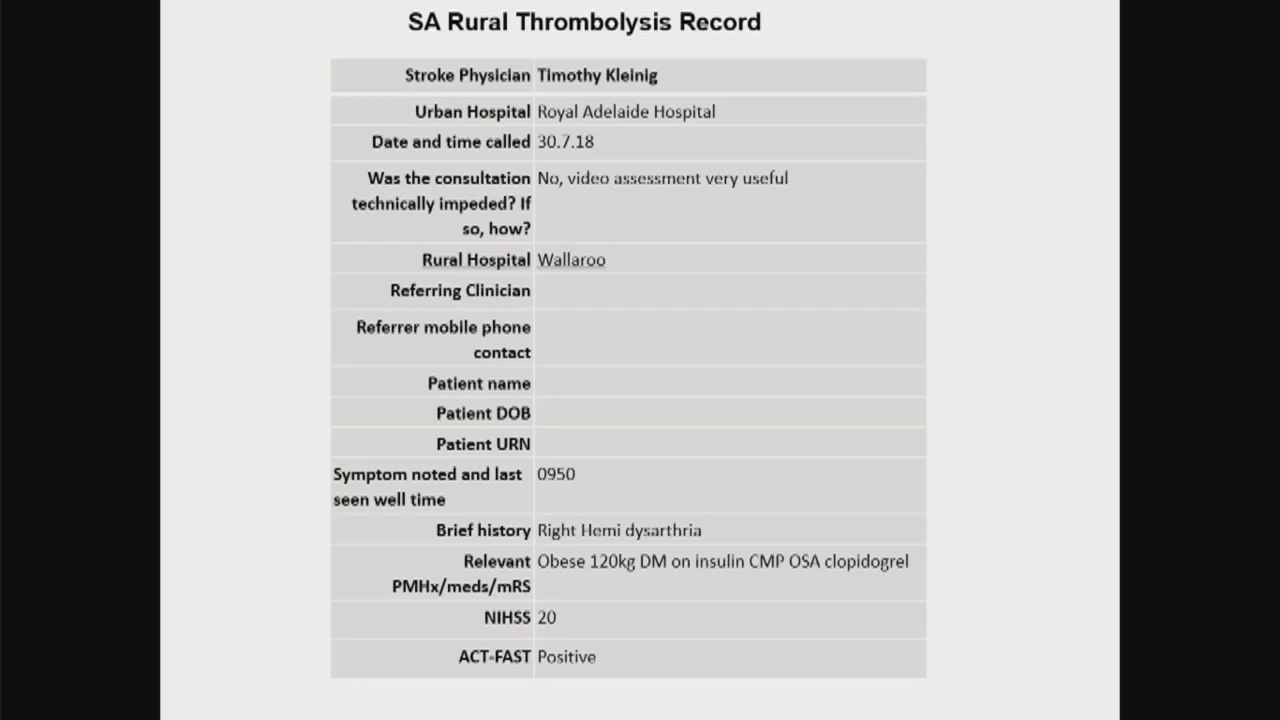 SA Rural Thrombolysis Record
Stroke Physician Timothy Kleinig
Urban Hospital Royal Adelaide Hospital
Date and time called 30.7.18
Was the consultation No, video assessment very useful
technically impeded? If
so, how?
Rural Hospital Wallaroo
Referring Clinician
Referrer mobile phone
contact
Patient name
Patient DOB
Patient URN
Symptom noted and last 0950
seen well time
Brief history Right Hemi dysarthria
Relevant Obese 120kg DM on insulin CMP OSA clopidogrel
PMHx/meds/mRS
NIHSS 20
ACT-FAST Positive